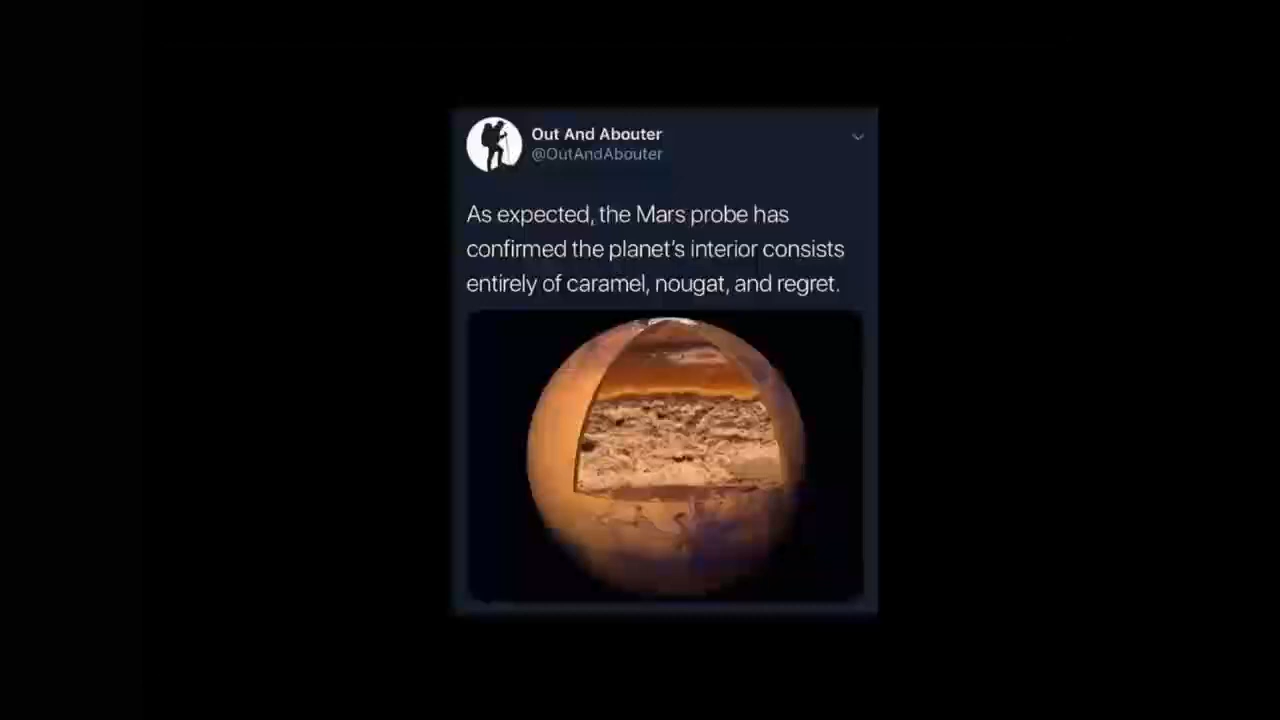 Out And Abouter
@OutAndAbouter
As expected, the Mars probe has
confirmed the planet's interior consists
entirely of caramel, nougat, and regret.